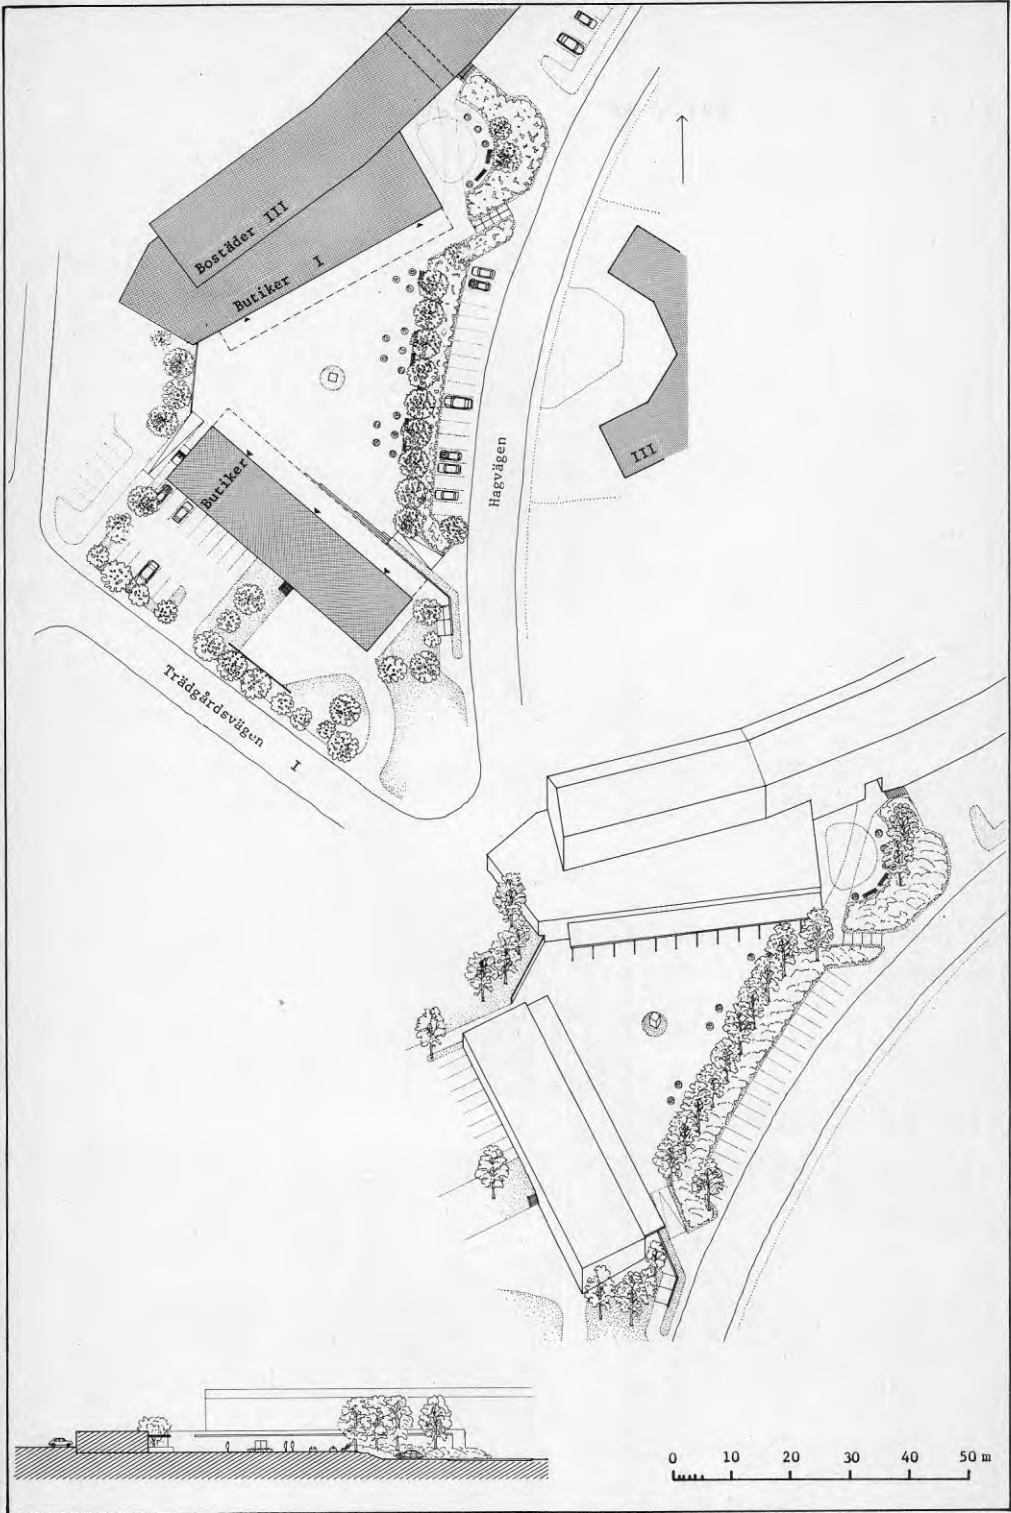 Bostäder III
Butiker I
Butiker
Hagvägen
III
Trädgårdsvägen
I
0 10 20 30 40 50 m